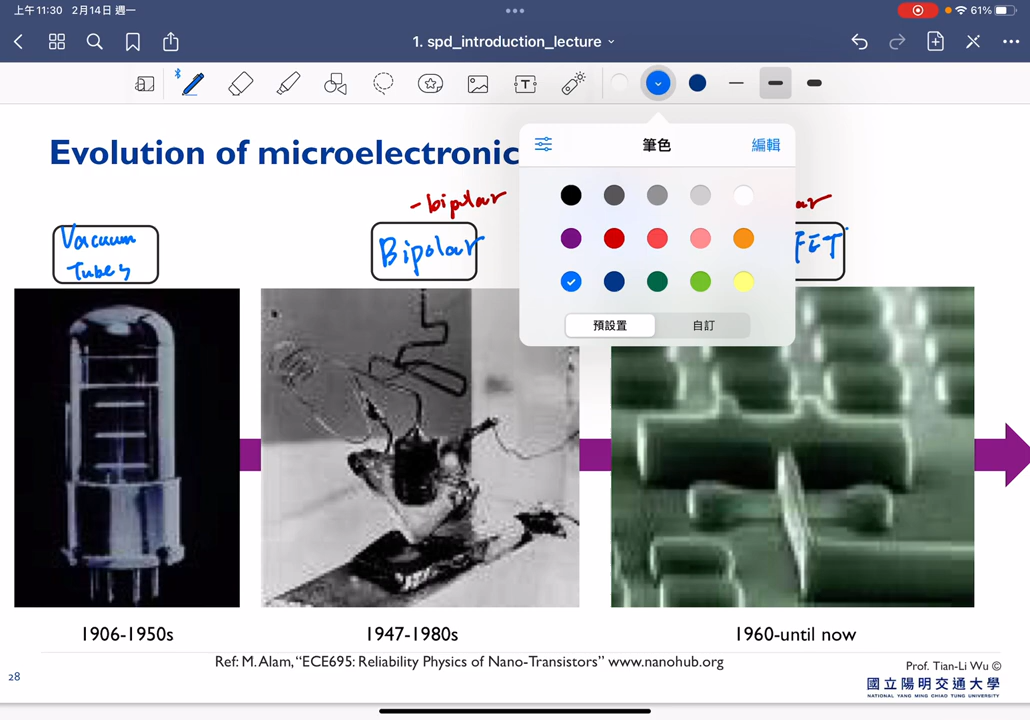 上午11:30 2月14日 週一
61%
1. spd_introduction_lecture
Evolution of microelectronic
筆色
編輯
預設置
自訂
-bipolar
Vacuum
Tubes
Bipolar
FET
1906-1950s
1947-1980s
1960-until now
Ref: M. Alam, “ECE695: Reliability Physics of Nano-Transistors” www.nanohub.org
28
Prof. Tian-Li Wu ©
國立陽明交通大學
NATIONAL YANG MING CHIAO TUNG UNIVERSITY